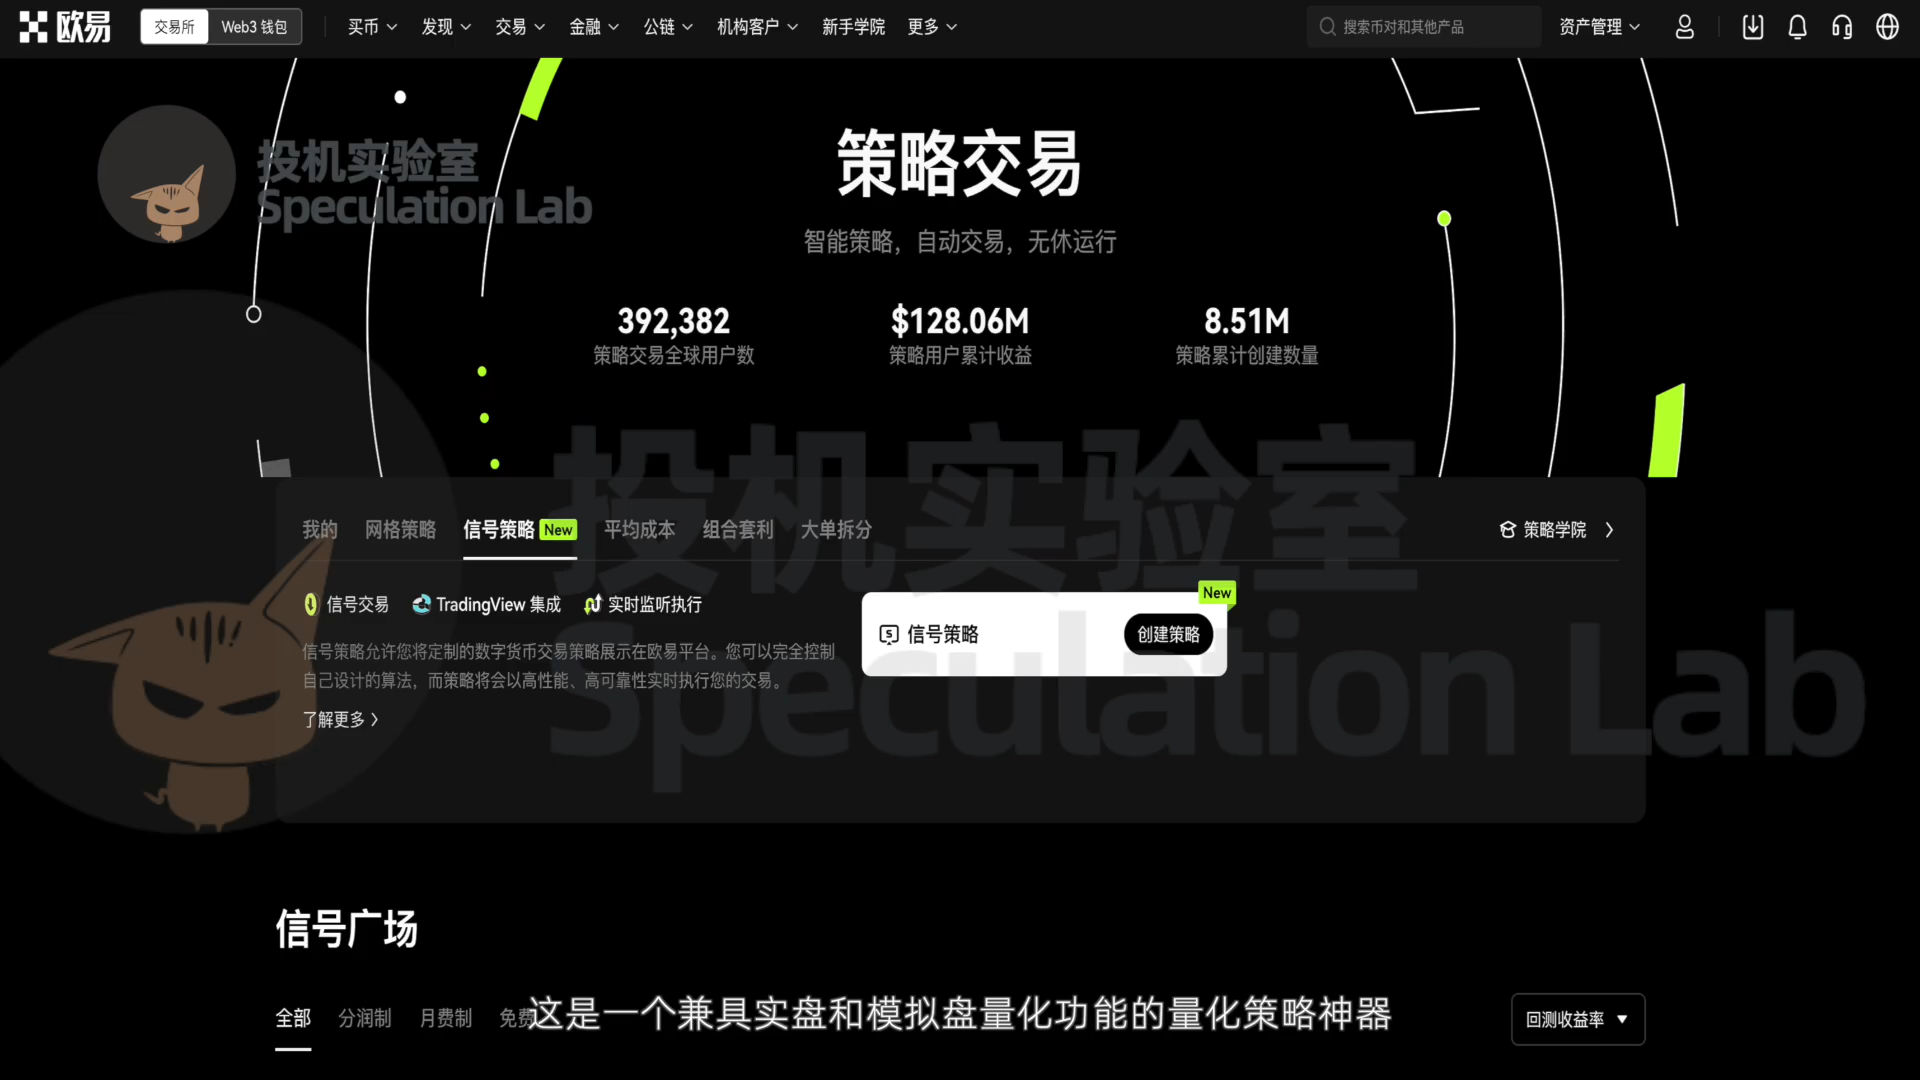 欧易 交易所 Web3 钱包 买币 发现 交易 金融 公链 机构客户 新手学院 更多 搜索币对和其他产品 资产管理
策略交易
投机实验室
Speculation Lab
智能策略，自动交易，无休运行
392,382 $128.06M 8.51M
策略交易全球用户数 策略用户累计收益 策略累计创建数量
投机实验室
Speculation Lab
我的 网格策略 信号策略 New 平均成本 组合套利 大单拆分 策略学院
信号交易 TradingView 集成 实时监听执行
New
信号策略 创建策略
信号策略允许您将定制的数字货币交易策略展示在欧易平台。您可以完全控制
自己设计的算法，而策略将会以高性能、高可靠性实时执行您的交易。
了解更多
信号广场
全部 分润制 月费制 免费
这是一个兼具实盘和模拟盘量化功能的量化策略神器
回测收益率